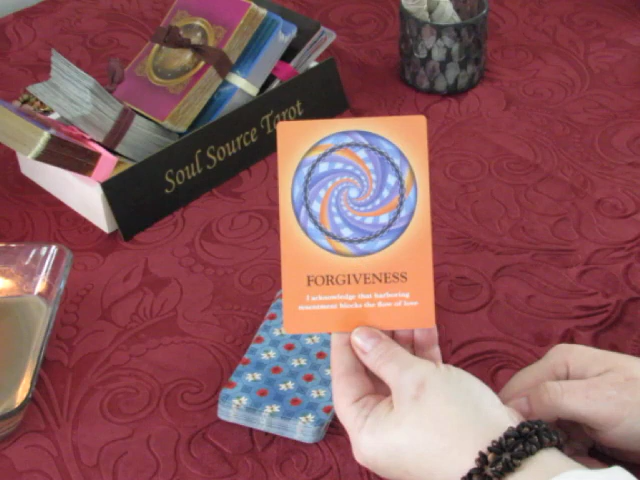 Soul Source Tarot
FORGIVENESS
I acknowledge that harboring
resentment blocks the flow of love